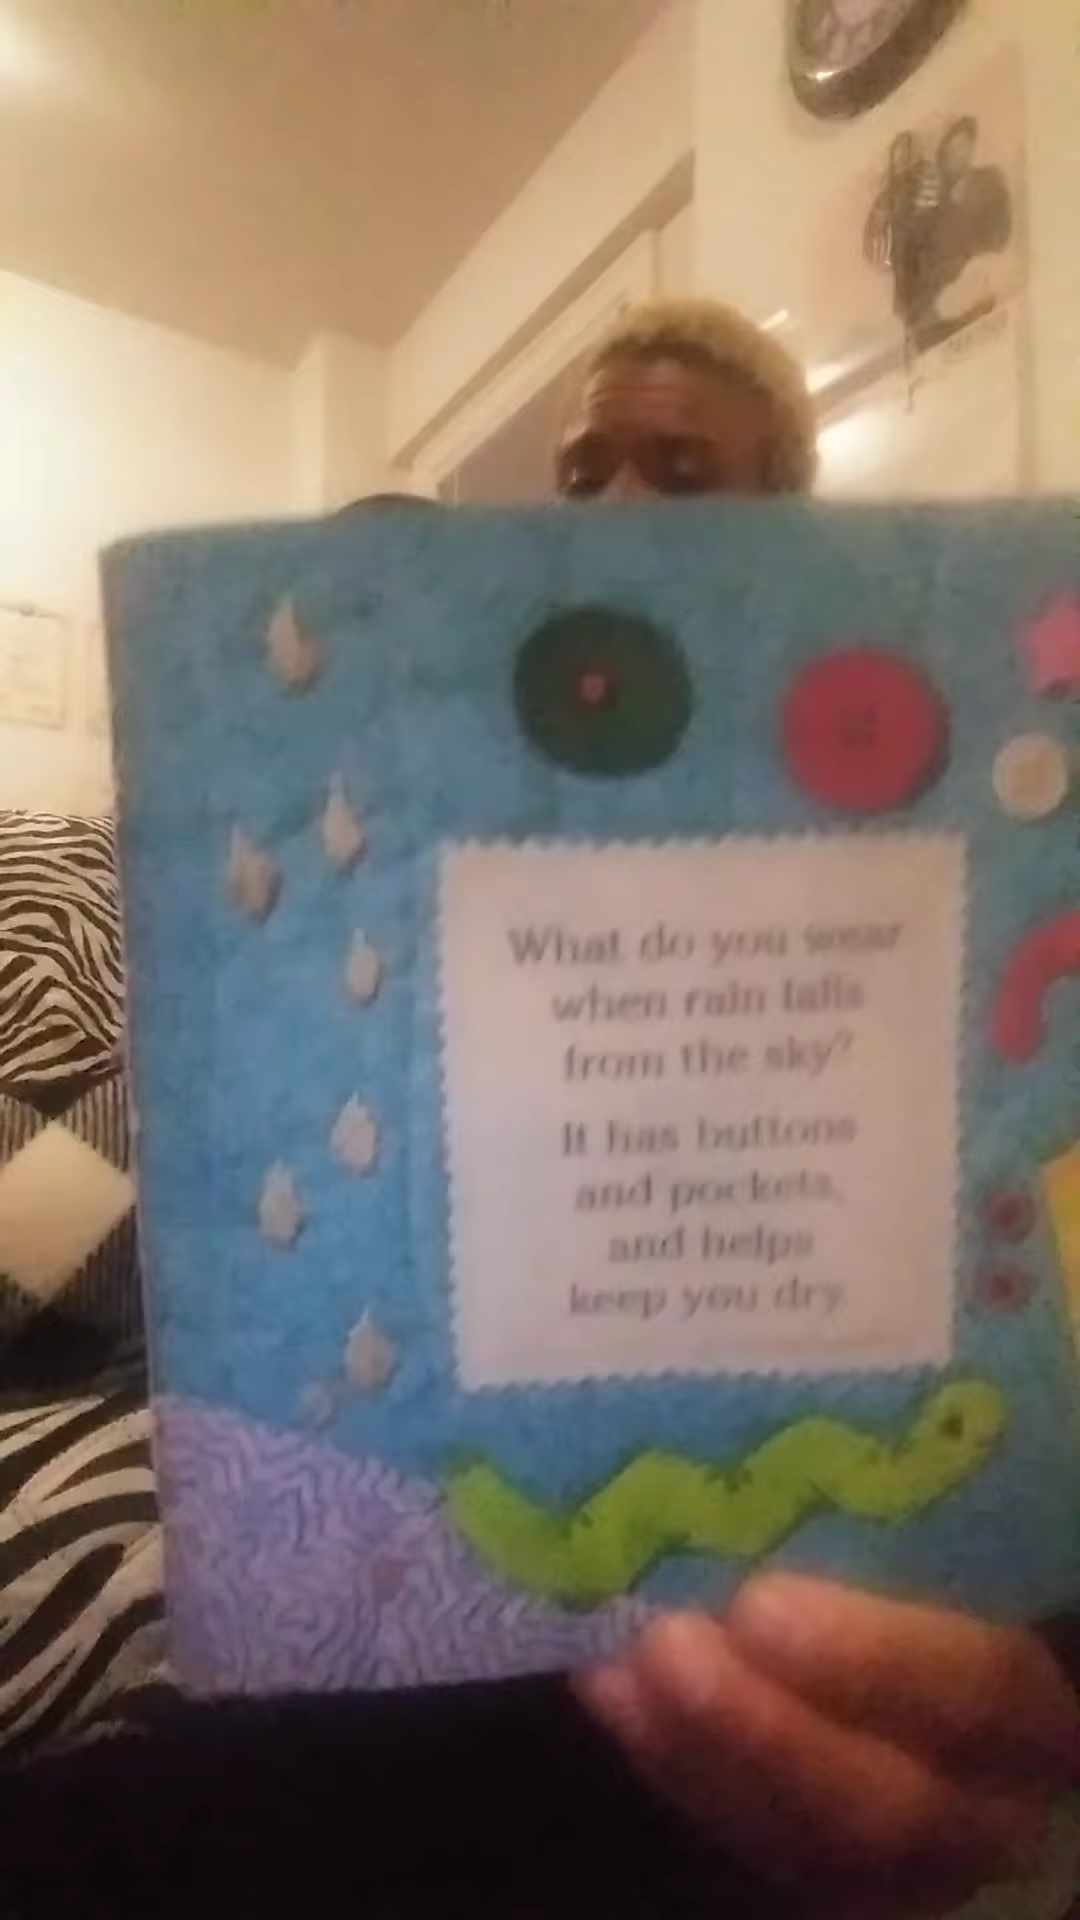 What do you wear
when rain falls
from the sky?
It has buttons
and pockets,
and helps
keep you dry.